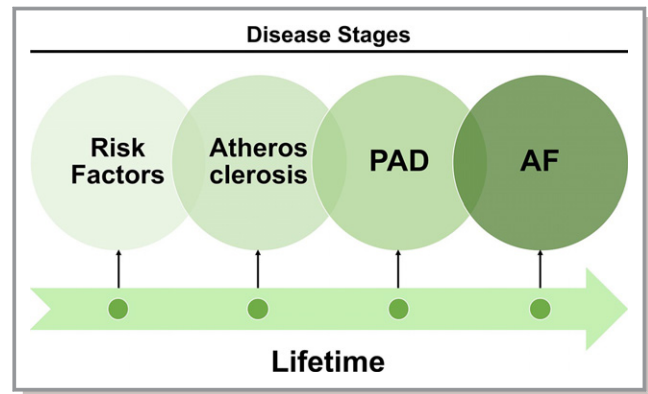 Disease Stages
Risk
Factors
Atheros
clerosis
PAD
AF
Lifetime